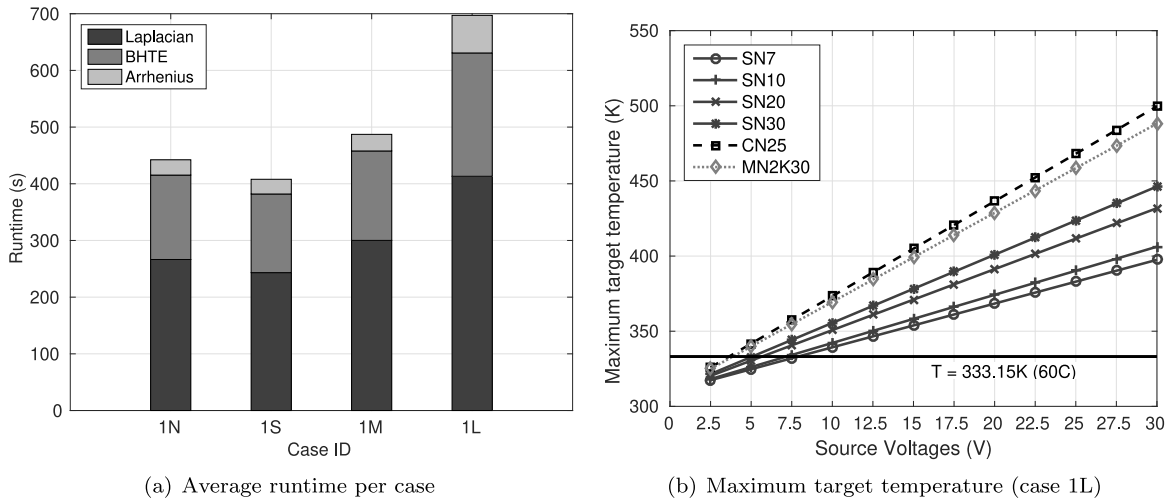 700
600
500
400
300
200
100
0
Runtime (s)
Laplacian
BHTE
Arrhenius
1N 1S 1M 1L
Case ID
(a) Average runtime per case
550
500
450
400
350
300
Maximum target temperature (K)
SN7
SN10
SN20
SN30
CN25
MN2K30
T = 333.15K (60C)
0 2.5 5 7.5 10 12.5 15 17.5 20 22.5 25 27.5 30
Source Voltages (V)
(b) Maximum target temperature (case 1L)